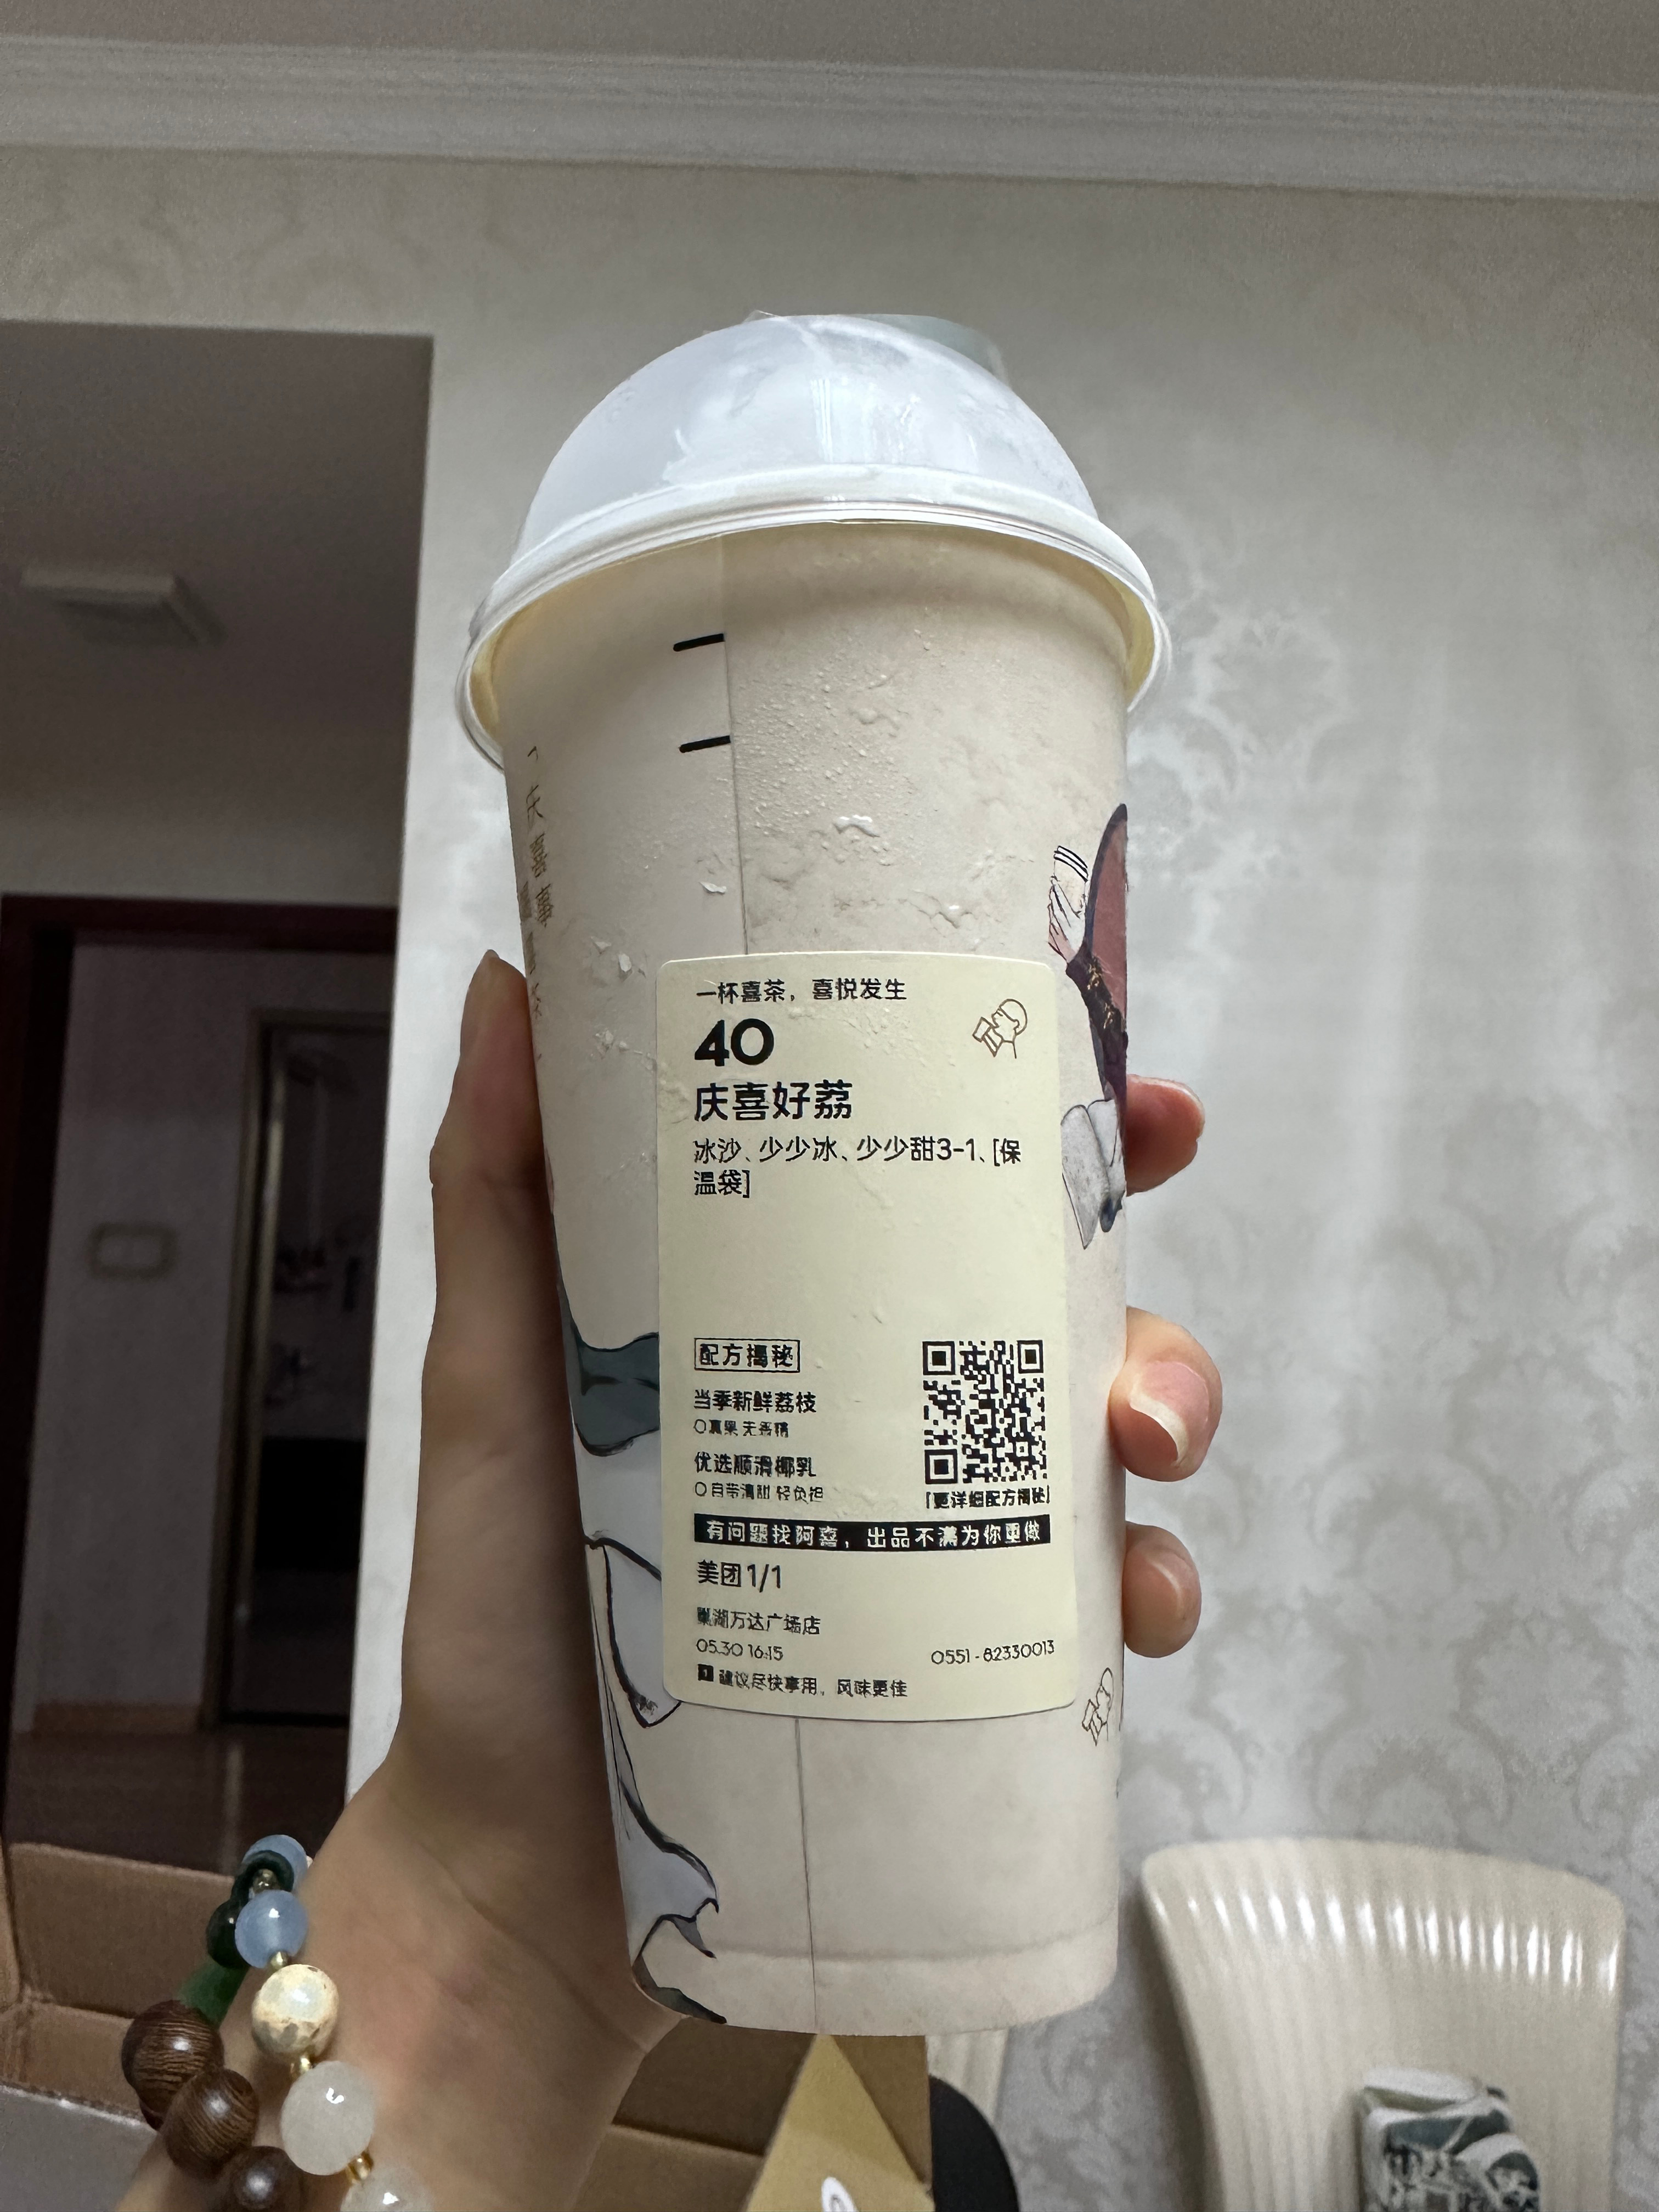 一杯喜茶，喜悦发生
40
庆喜好荔
冰沙、少少冰、少少甜3-1、[保
温袋]
配方揭秘
当季新鲜荔枝
真果 无香精
优选顺滑椰乳
自带清甜 轻负担
「更详细配方揭秘」
有问题找阿喜，出品不满为你重做
美团1/1
巢湖万达广场店
05.30 16:15
0551-82330013
建议尽快享用，风味更佳
「庆喜事